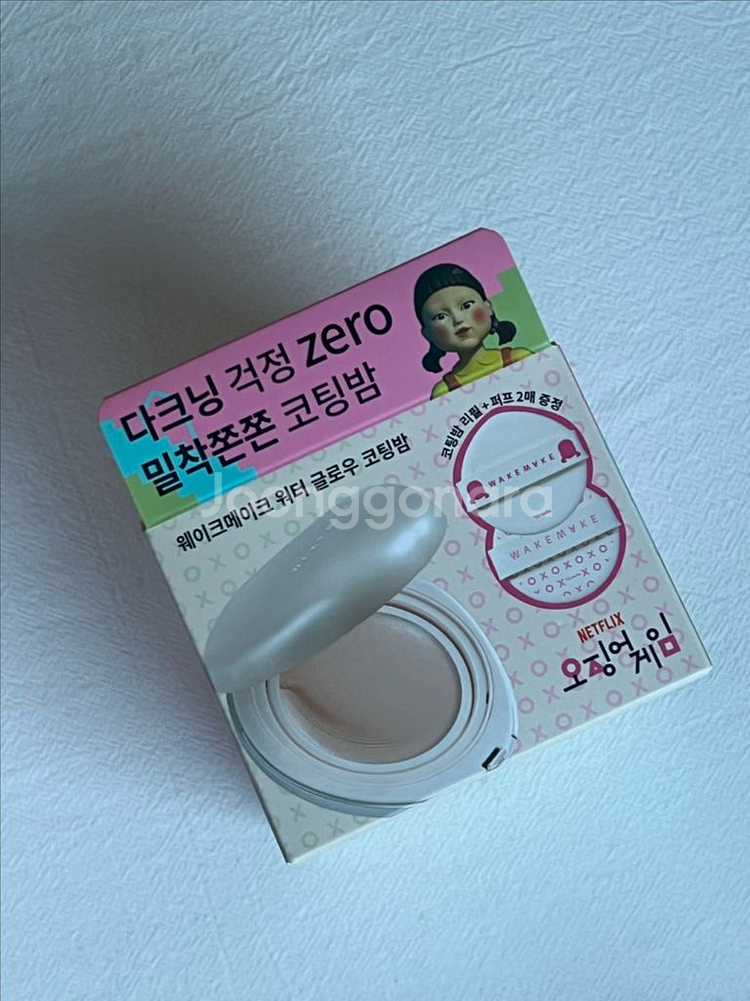 다크닝 걱정 zero
밀착쫀쫀 코팅밤
웨이크메이크 워터 글로우 코팅밤
코팅밤 리필+퍼프 2매 증정
WAKEMAKE
WAKEMAKE
NETFLIX
오징어게임
Joonggonara